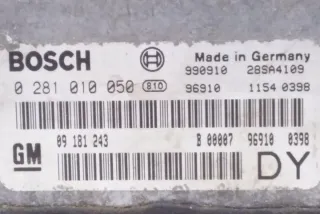 BOSCH Made in Germany
990910 28SA4109
0 281 010 050 810 96910 1154 0398
09 181 243 B 00007 96910 0398
GM DY